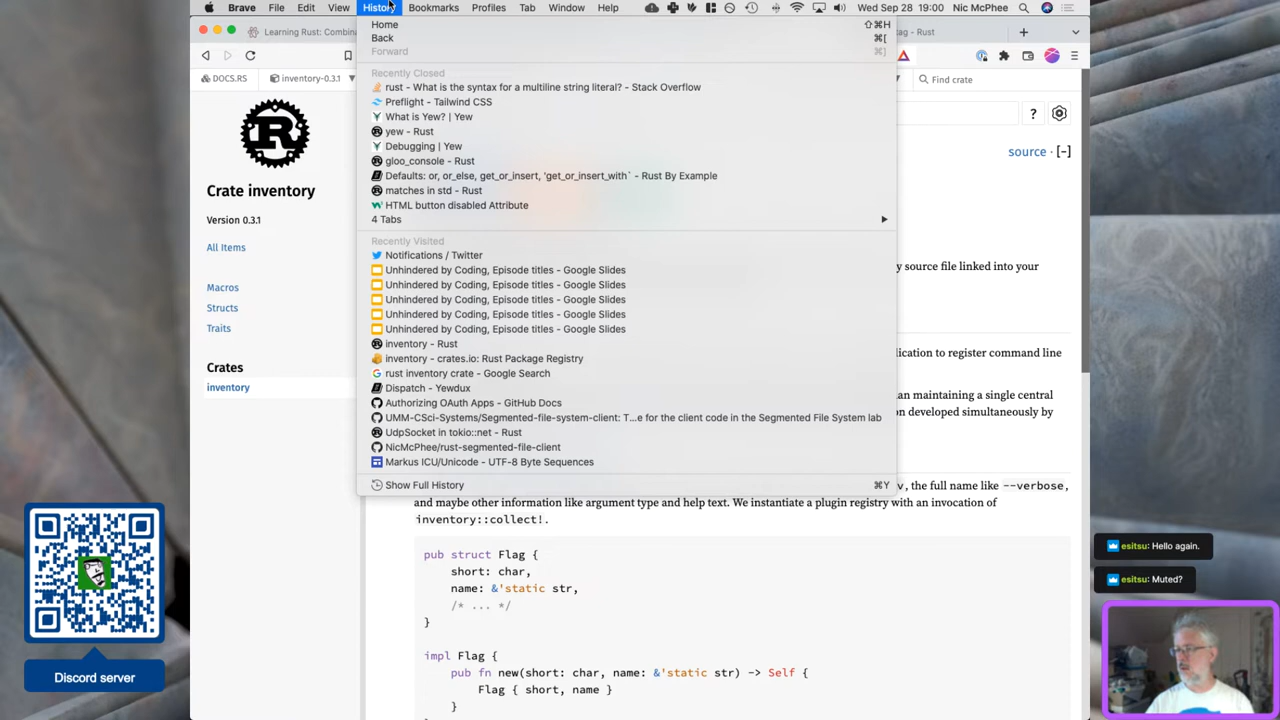 Brave File Edit View History Bookmarks Profiles Tab Window Help Wed Sep 28 19:00 Nic McPhee
Learning Rust: Combina
ag - Rust
Home ⇧⌘H
Back ⌘[
Forward ⌘]
Recently Closed
rust - What is the syntax for a multiline string literal? - Stack Overflow
Preflight - Tailwind CSS
What is Yew? | Yew
yew - Rust
Debugging | Yew
gloo_console - Rust
Defaults: or, or_else, get_or_insert, 'get_or_insert_with` - Rust By Example
matches in std - Rust
HTML button disabled Attribute
4 Tabs
Recently Visited
Notifications / Twitter
Unhindered by Coding, Episode titles - Google Slides
Unhindered by Coding, Episode titles - Google Slides
Unhindered by Coding, Episode titles - Google Slides
Unhindered by Coding, Episode titles - Google Slides
Unhindered by Coding, Episode titles - Google Slides
inventory - Rust
inventory - crates.io: Rust Package Registry
rust inventory crate - Google Search
Dispatch - Yewdux
Authorizing OAuth Apps - GitHub Docs
UMM-CSci-Systems/Segmented-file-system-client: T...e for the client code in the Segmented File System lab
UdpSocket in tokio::net - Rust
NicMcPhee/rust-segmented-file-client
Markus ICU/Unicode - UTF-8 Byte Sequences
Show Full History ⌘Y
DOCS.RS
inventory-0.3.1
Find crate
R
?
source · [-]
Crate inventory
Version 0.3.1
All Items
Macros
Structs
Traits
Crates
inventory
y source file linked into your
lication to register command line
an maintaining a single central
on developed simultaneously by
v, the full name like --verbose,
and maybe other information like argument type and help text. We instantiate a plugin registry with an invocation of
inventory::collect!.
pub struct Flag {
short: char,
name: &'static str,
/* ... */
}
impl Flag {
pub fn new(short: char, name: &'static str) -> Self {
Flag { short, name }
}
Discord server
esitsu: Hello again.
esitsu: Muted?